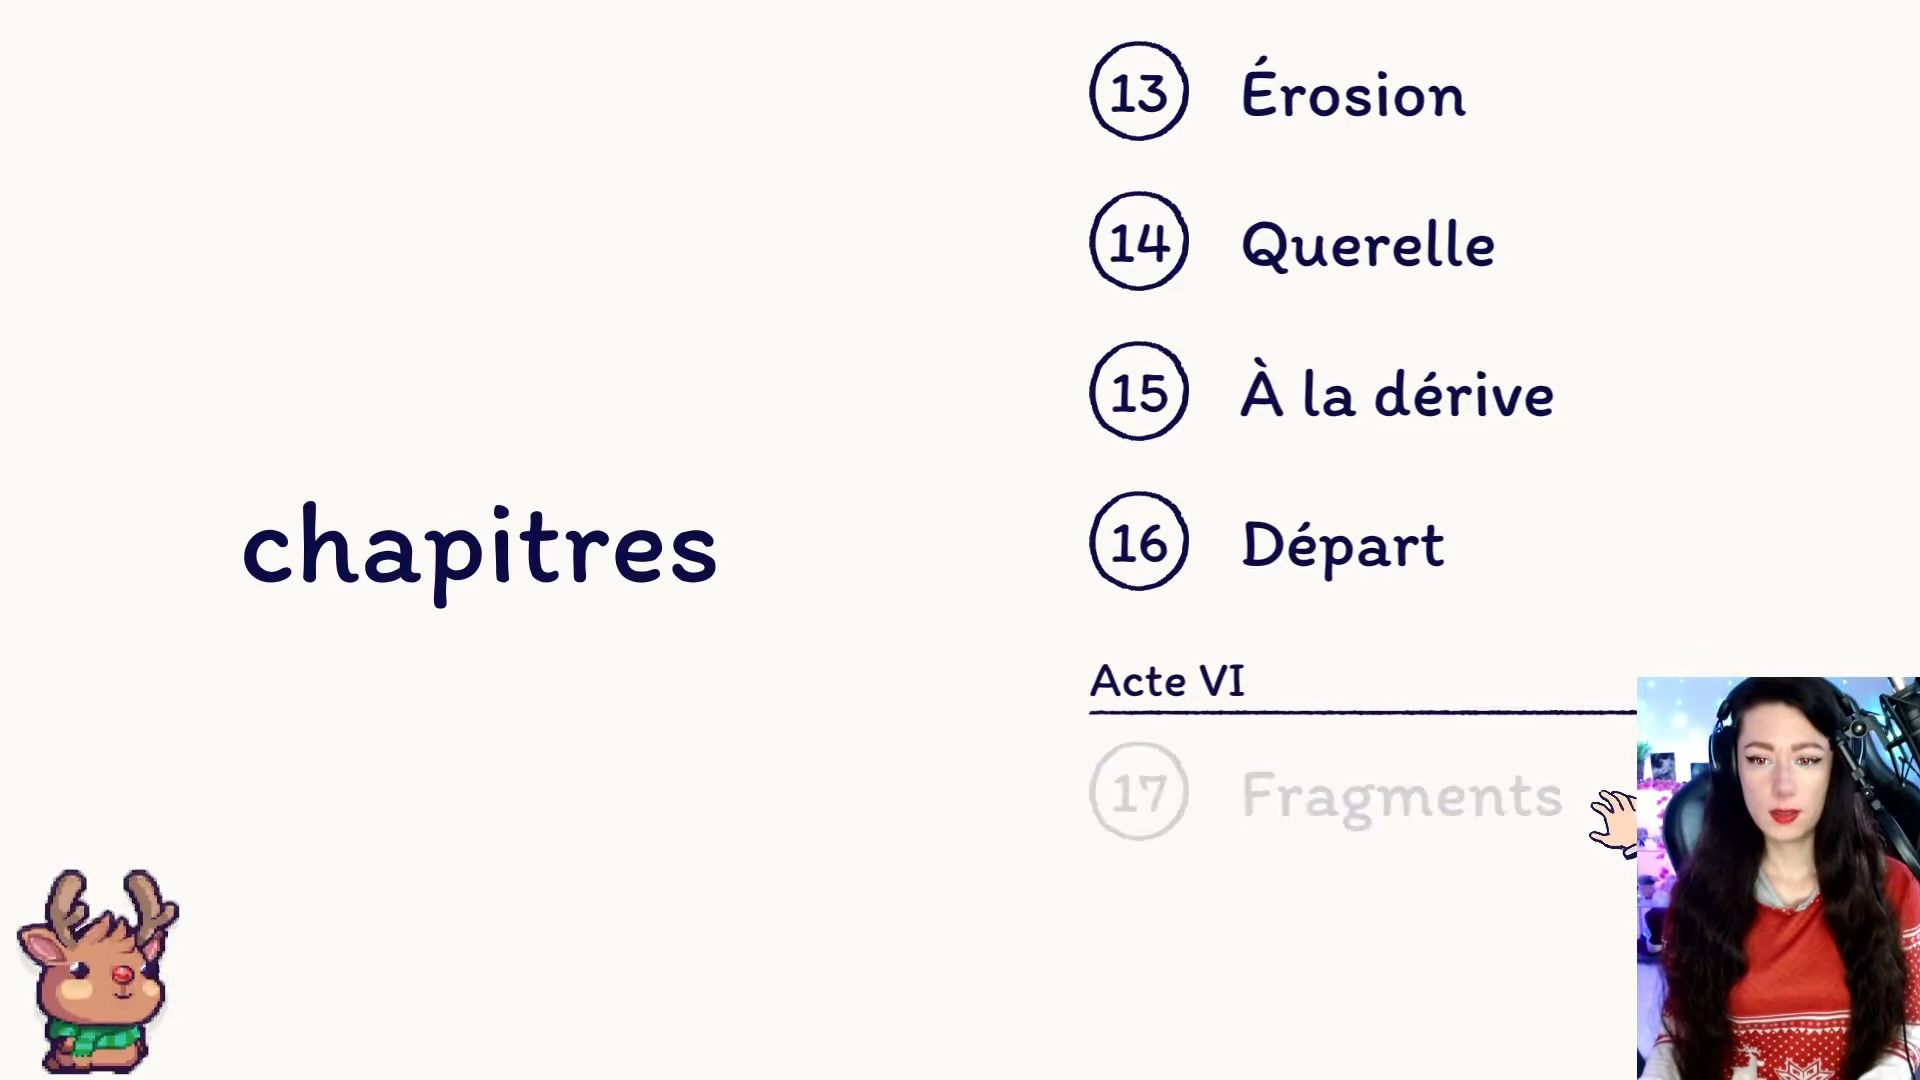 chapitres
13 Érosion
14 Querelle
15 À la dérive
16 Départ
Acte VI
17 Fragments